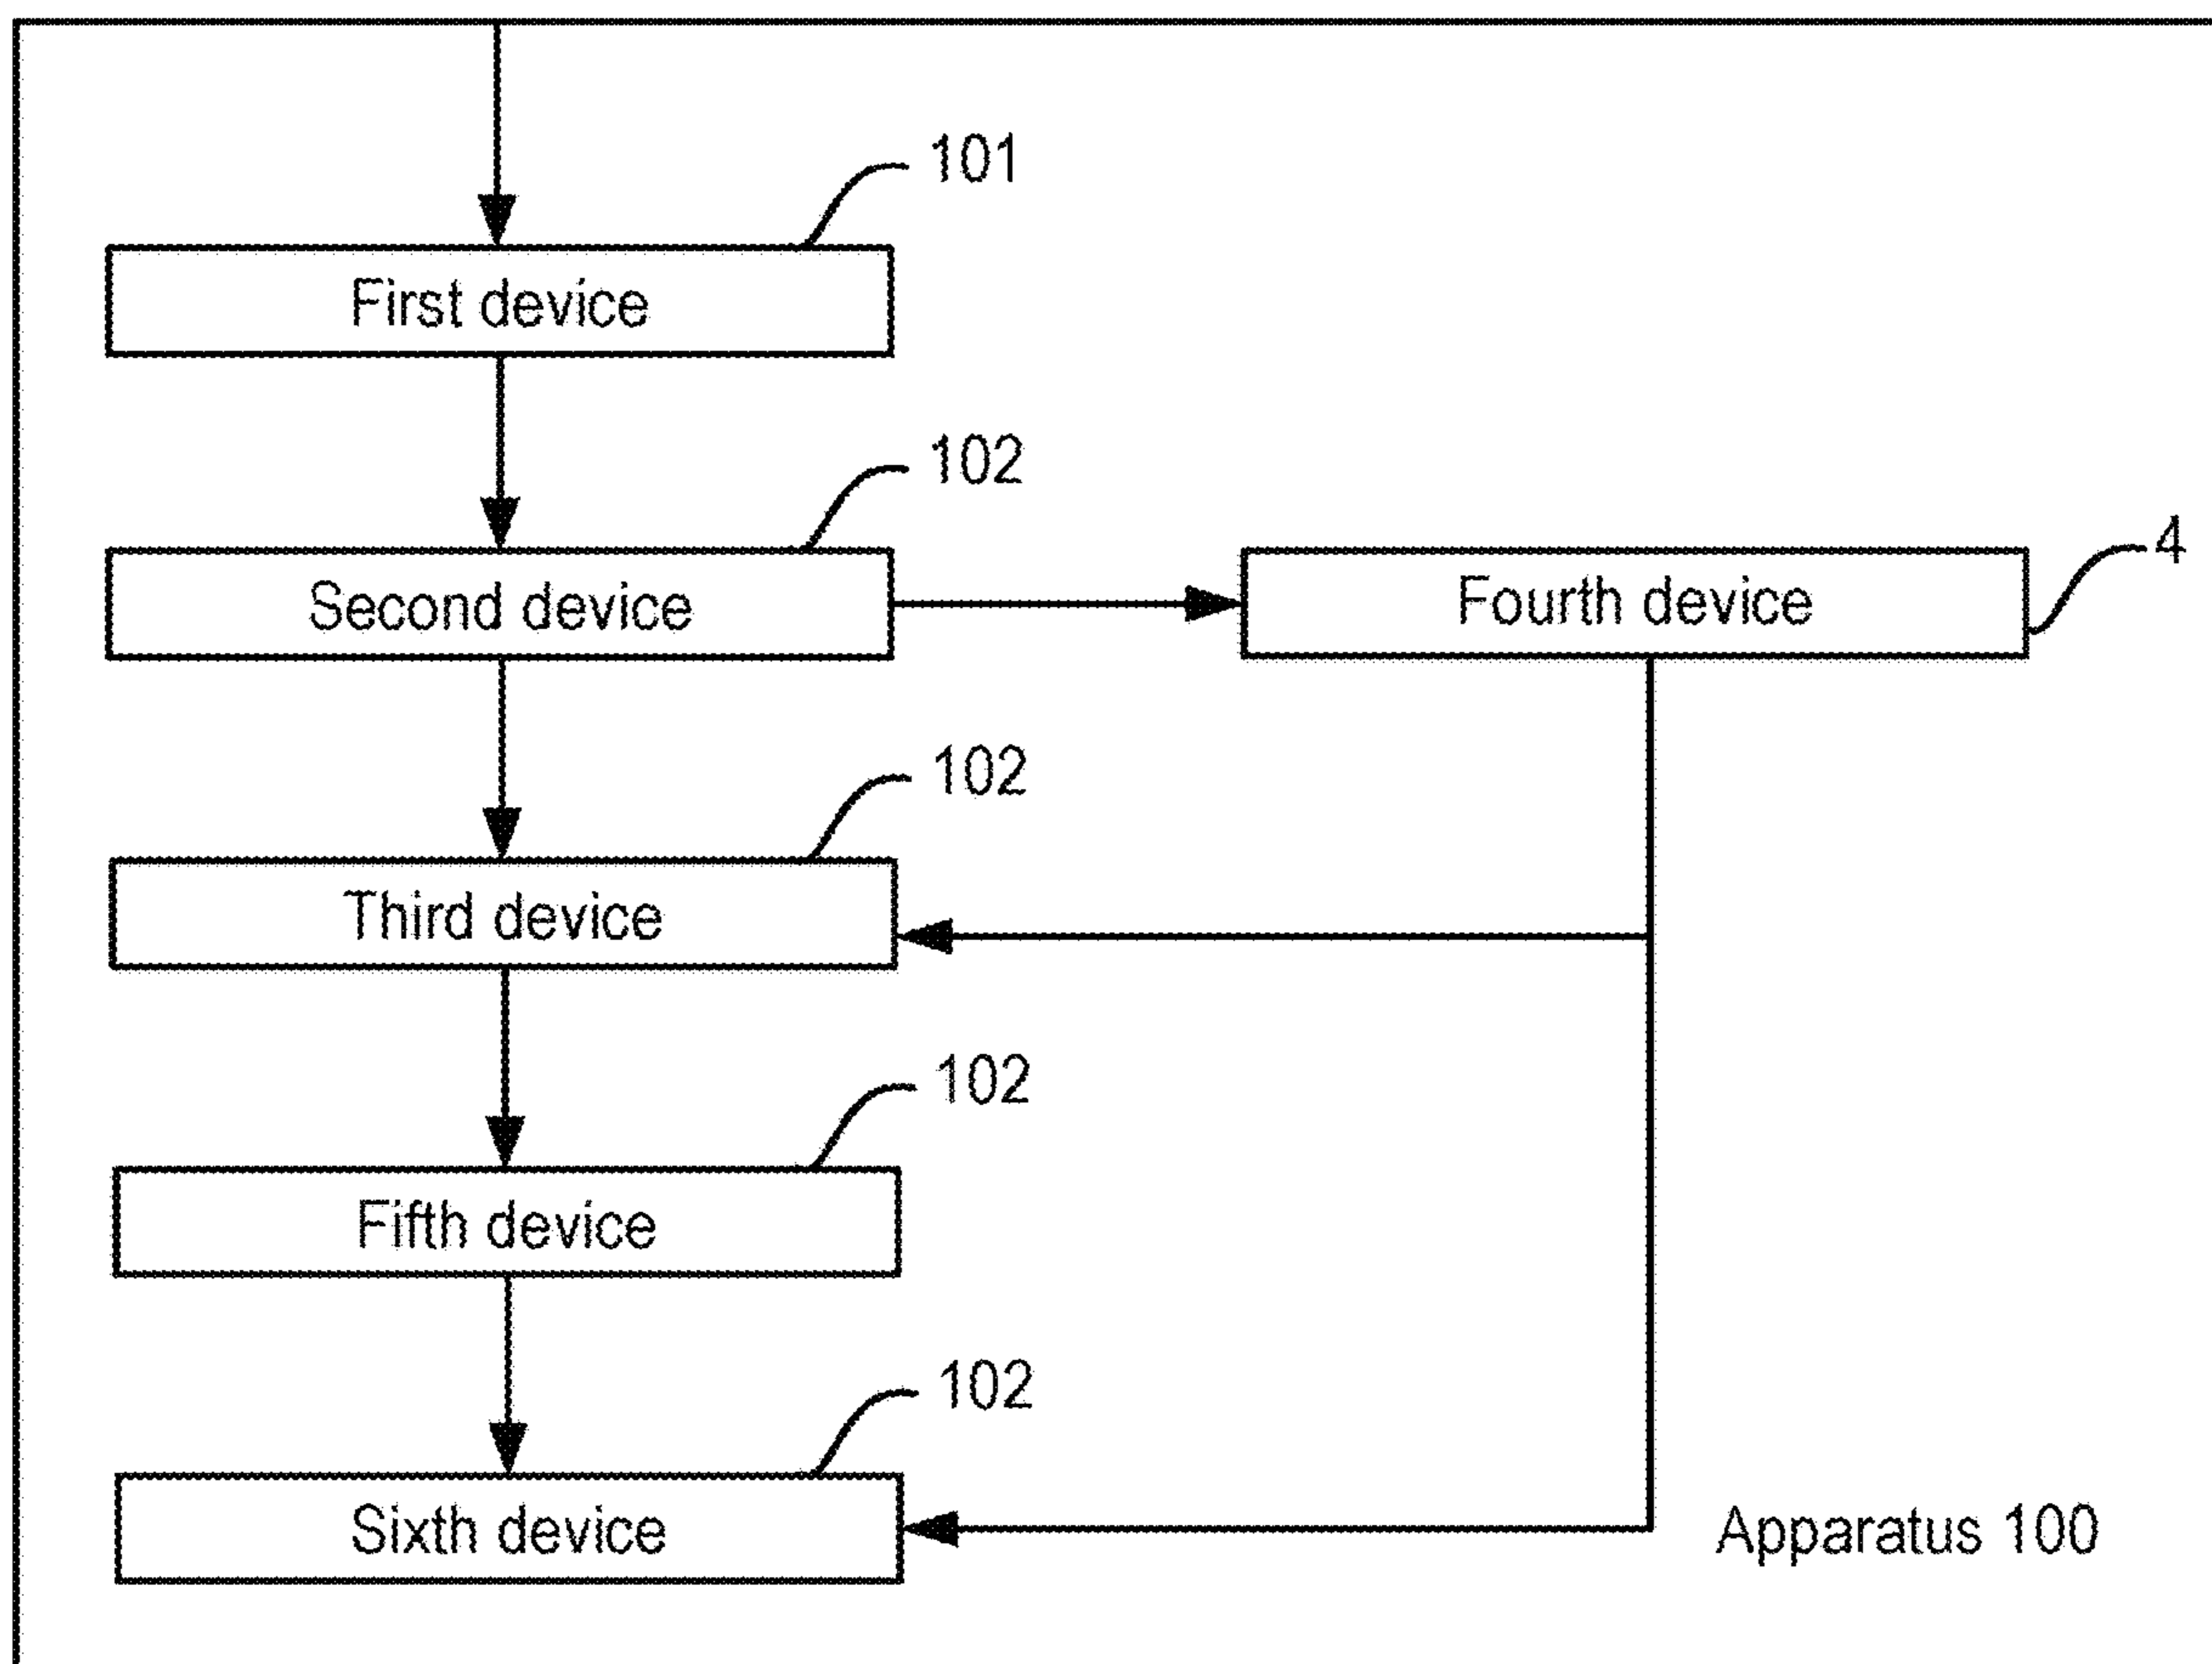 101
First device
102
Second device
Fourth device
4
102
Third device
102
Fifth device
102
Sixth device
Apparatus 100